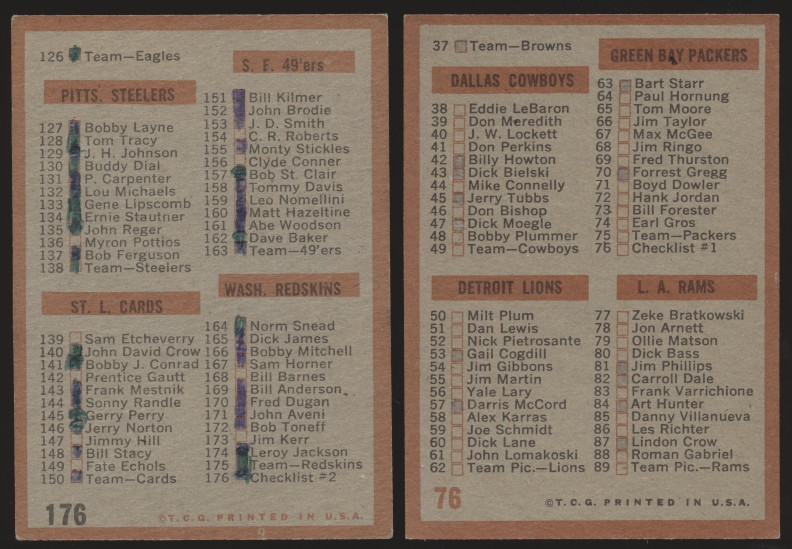 126 Team—Eagles
PITTS. STEELERS
127 Bobby Layne
128 Tom Tracy
129 J. H. Johnson
130 Buddy Dial
131 P. Carpenter
132 Lou Michaels
133 Gene Lipscomb
134 Ernie Stautner
135 John Reger
136 Myron Pottios
137 Bob Ferguson
138 Team—Steelers
ST. L. CARDS
139 Sam Etcheverry
140 John David Crow
141 Bobby J. Conrad
142 Prentice Gautt
143 Frank Mestnik
144 Sonny Randle
145 Gerry Perry
146 Jerry Norton
147 Jimmy Hill
148 Bill Stacy
149 Fate Echols
150 Team—Cards
S. F. 49'ers
151 Bill Kilmer
152 John Brodie
153 J. D. Smith
154 C. R. Roberts
155 Monty Stickles
156 Clyde Conner
157 Bob St. Clair
158 Tommy Davis
159 Leo Nomellini
160 Matt Hazeltine
161 Abe Woodson
162 Dave Baker
163 Team—49'ers
WASH. REDSKINS
164 Norm Snead
165 Dick James
166 Bobby Mitchell
167 Sam Horner
168 Bill Barnes
169 Bill Anderson
170 Fred Dugan
171 John Aveni
172 Bob Toneff
173 Jim Kerr
174 Leroy Jackson
175 Team—Redskins
176 Checklist #2
176
©T.C.G. PRINTED IN U.S.A.
37 Team—Browns
DALLAS COWBOYS
38 Eddie LeBaron
39 Don Meredith
40 J. W. Lockett
41 Don Perkins
42 Billy Howton
43 Dick Bielski
44 Mike Connelly
45 Jerry Tubbs
46 Don Bishop
47 Dick Moegle
48 Bobby Plummer
49 Team—Cowboys
DETROIT LIONS
50 Milt Plum
51 Dan Lewis
52 Nick Pietrosante
53 Gail Cogdill
54 Jim Gibbons
55 Jim Martin
56 Yale Lary
57 Darris McCord
58 Alex Karras
59 Joe Schmidt
60 Dick Lane
61 John Lomakoski
62 Team Pic.—Lions
GREEN BAY PACKERS
63 Bart Starr
64 Paul Hornung
65 Tom Moore
66 Jim Taylor
67 Max McGee
68 Jim Ringo
69 Fred Thurston
70 Forrest Gregg
71 Boyd Dowler
72 Hank Jordan
73 Bill Forester
74 Earl Gros
75 Team—Packers
76 Checklist #1
L. A. RAMS
77 Zeke Bratkowski
78 Jon Arnett
79 Ollie Matson
80 Dick Bass
81 Jim Phillips
82 Carroll Dale
83 Frank Varrichione
84 Art Hunter
85 Danny Villanueva
86 Les Richter
87 Lindon Crow
88 Roman Gabriel
89 Team Pic.—Rams
76
©T.C.G. PRINTED IN U.S.A.